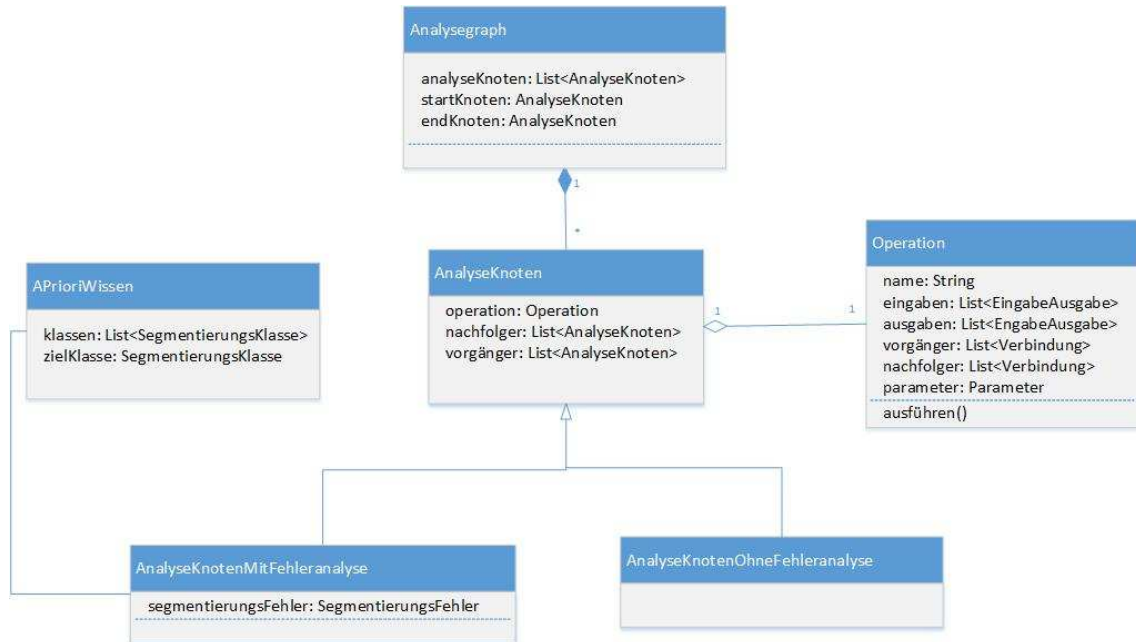 Analysegraph
analyseKnoten: List<AnalyseKnoten>
startKnoten: AnalyseKnoten
endKnoten: AnalyseKnoten
1
*
APrioriWissen
klassen: List<SegmentierungsKlasse>
zielKlasse: SegmentierungsKlasse
AnalyseKnoten
operation: Operation
nachfolger: List<AnalyseKnoten>
vorgänger: List<AnalyseKnoten>
1
1
Operation
name: String
eingaben: List<EingabeAusgabe>
ausgaben: List<EngabeAusgabe>
vorgänger: List<Verbindung>
nachfolger: List<Verbindung>
parameter: Parameter
ausführen()
AnalyseKnotenMitFehleranalyse
segmentierungsFehler: SegmentierungsFehler
AnalyseKnotenOhneFehleranalyse